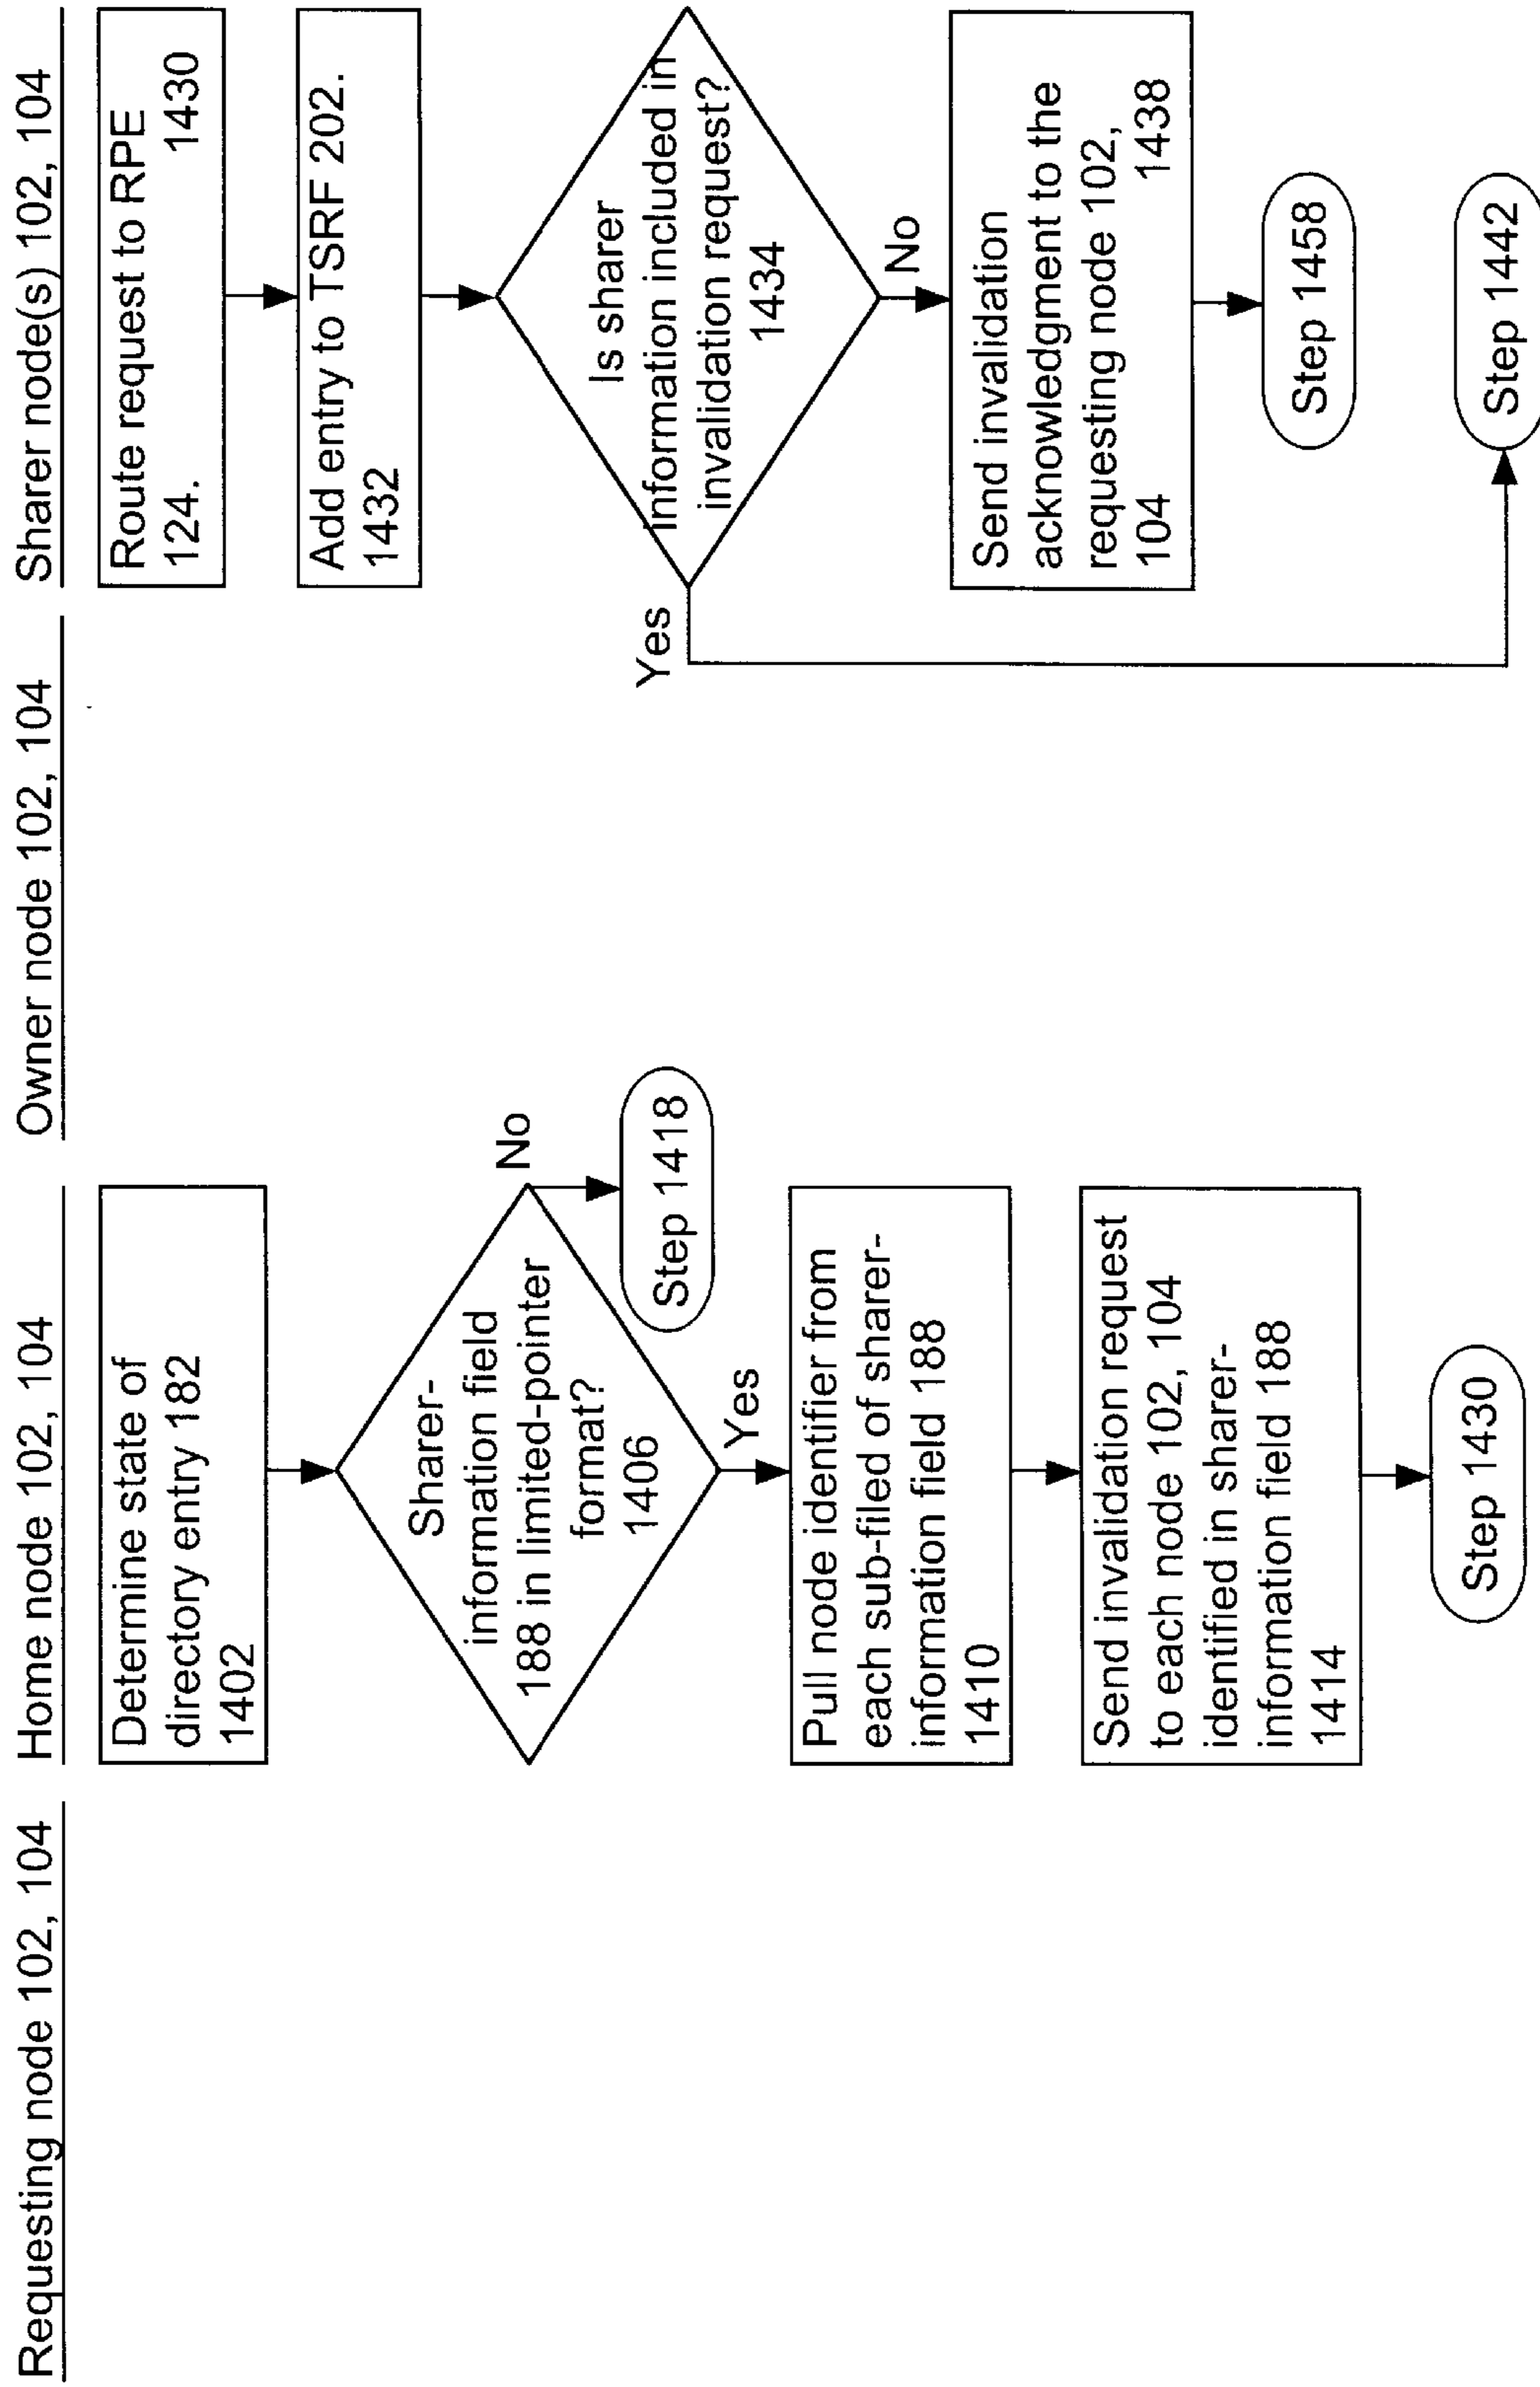 Requesting node 102, 104
Home node 102, 104
Owner node 102, 104
Sharer node(s) 102, 104
Determine state of
directory entry 182
1402
Sharer-
information field
188 in limited-pointer
format?
1406
No
Step 1418
Yes
Pull node identifier from
each sub-filed of sharer-
information field 188
1410
Send invalidation request
to each node 102, 104
identified in sharer-
information field 188
1414
Step 1430
Route request to RPE
124. 1430
Add entry to TSRF 202.
1432
Is sharer
information included in
invalidation request?
1434
Yes
No
Send invalidation
acknowledgment to the
requesting node 102,
104 1438
Step 1458
Step 1442